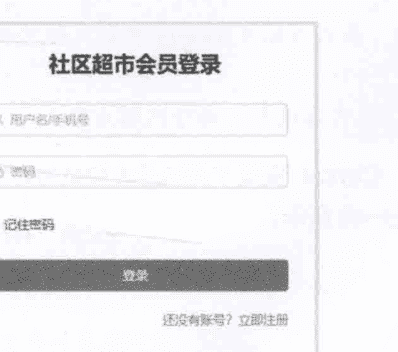 社区超市会员登录
用户名/手机号
密码
记住密码
登录
还没有账号？立即注册